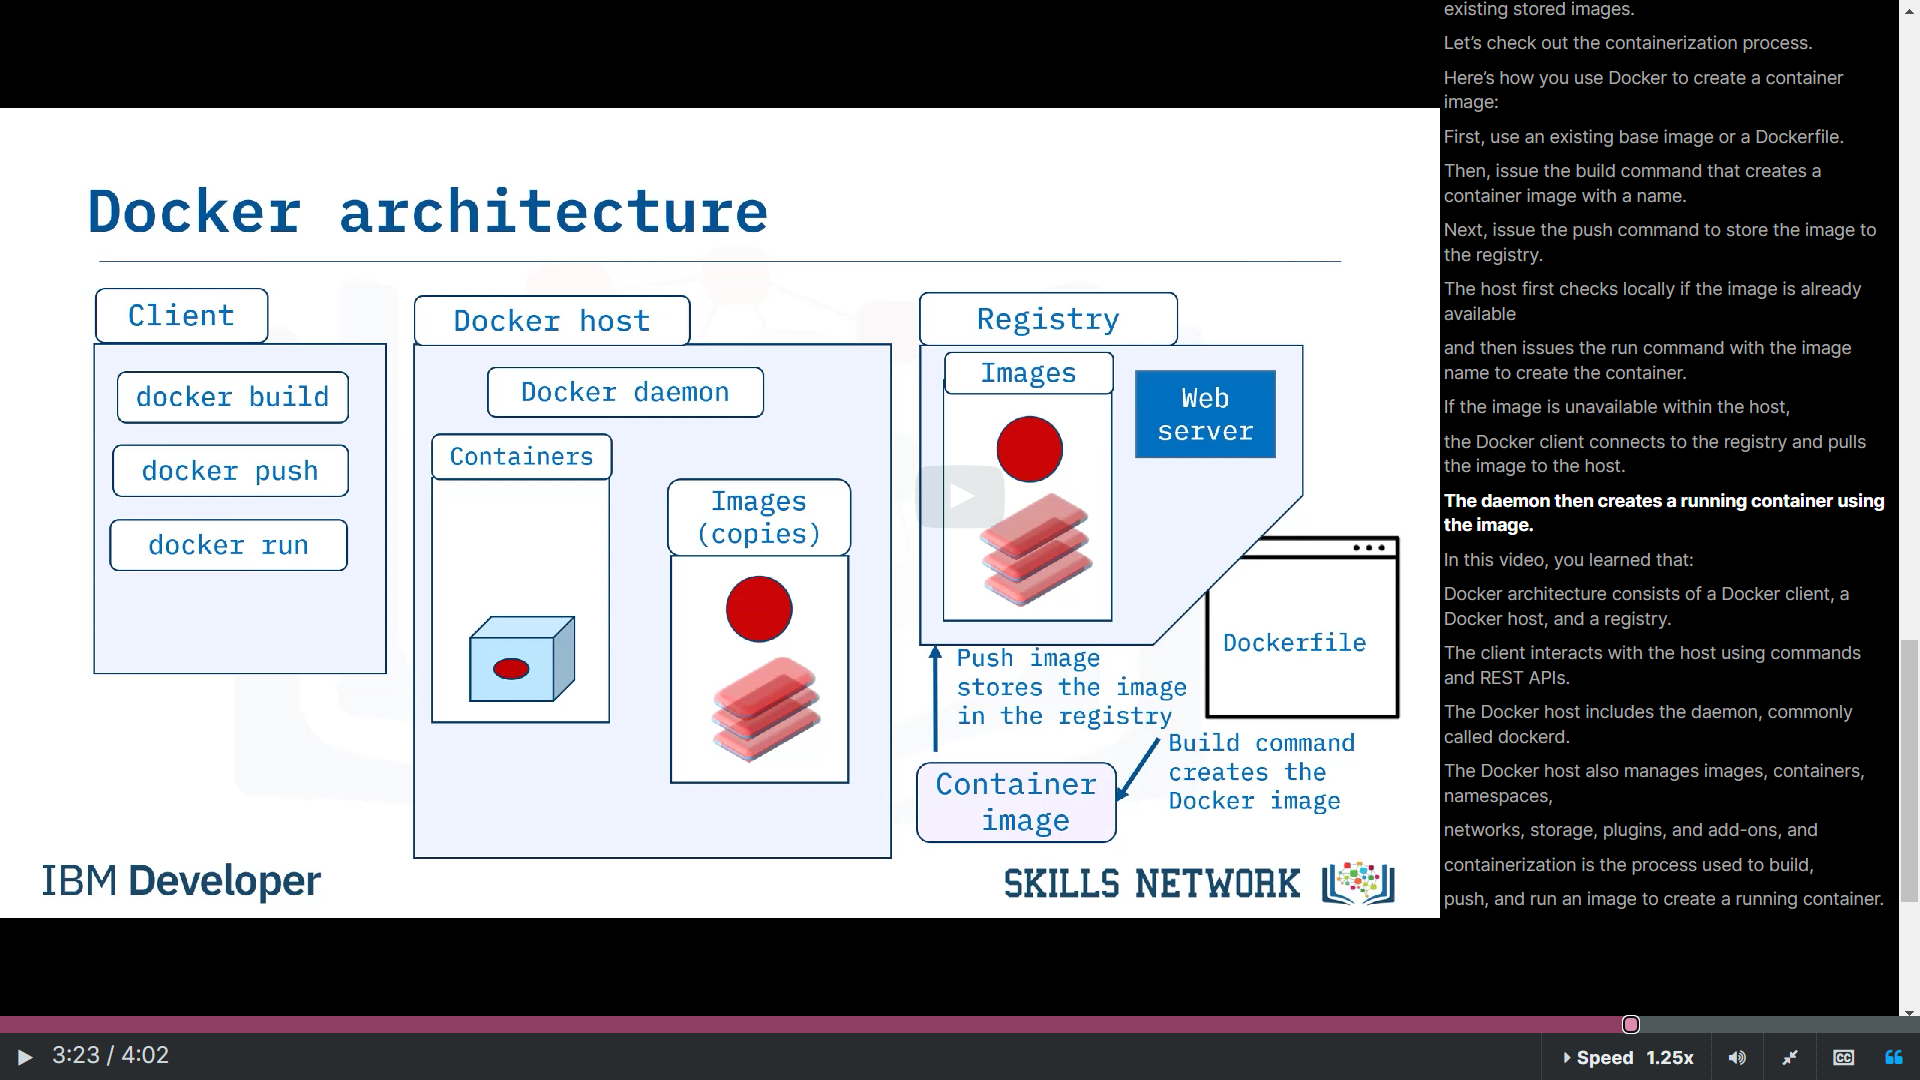 Docker architecture
Client
docker build
docker push
docker run
Docker host
Docker daemon
Containers
Images
(copies)
Registry
Images
Web
server
Dockerfile
Push image
stores the image
in the registry
Build command
creates the
Docker image
Container
image
IBM Developer
SKILLS NETWORK
existing stored images.
Let’s check out the containerization process.
Here’s how you use Docker to create a container
image:
First, use an existing base image or a Dockerfile.
Then, issue the build command that creates a
container image with a name.
Next, issue the push command to store the image to
the registry.
The host first checks locally if the image is already
available
and then issues the run command with the image
name to create the container.
If the image is unavailable within the host,
the Docker client connects to the registry and pulls
the image to the host.
The daemon then creates a running container using
the image.
In this video, you learned that:
Docker architecture consists of a Docker client, a
Docker host, and a registry.
The client interacts with the host using commands
and REST APIs.
The Docker host includes the daemon, commonly
called dockerd.
The Docker host also manages images, containers,
namespaces,
networks, storage, plugins, and add-ons, and
containerization is the process used to build,
push, and run an image to create a running container.
3:23 / 4:02
Speed 1.25x
CC